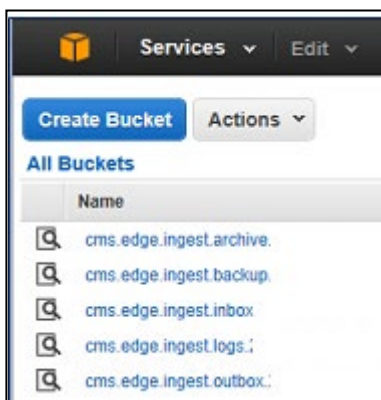 Services Edit
Create Bucket Actions
All Buckets
Name
cms.edge.ingest.archive.
cms.edge.ingest.backup.
cms.edge.ingest.inbox
cms.edge.ingest.logs.
cms.edge.ingest.outbox.